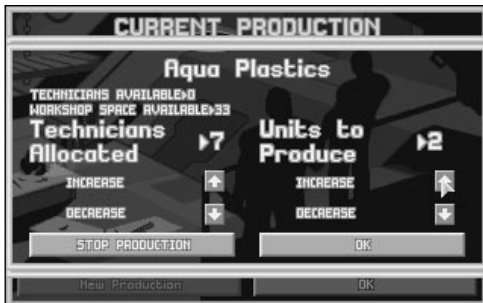 CURRENT PRODUCTION
Aqua Plastics
TECHNICIANS AVAILABLE>0
WORKSHOP SPACE AVAILABLE>33
Technicians Allocated >7
Units to Produce >2
INCREASE
INCREASE
DECREASE
DECREASE
STOP PRODUCTION
OK
New Production
OK